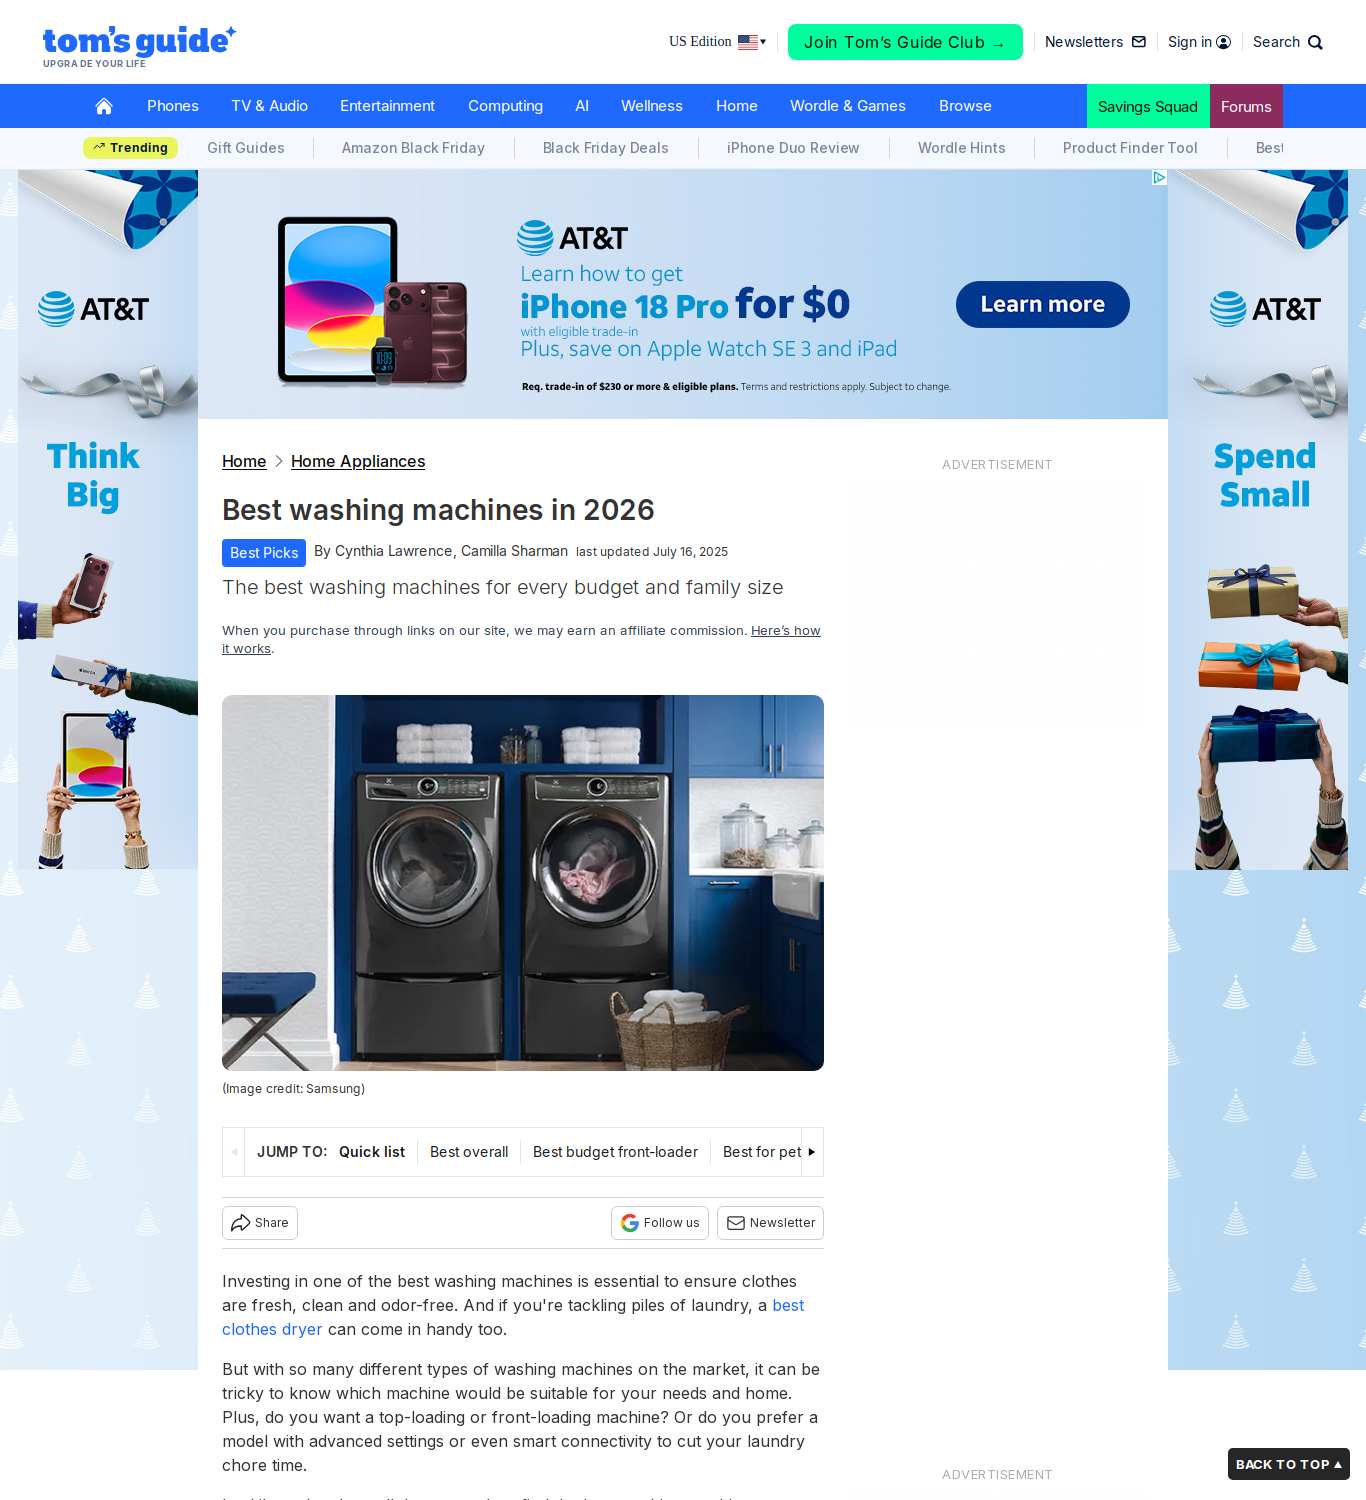 tom's guide
UPGRADE YOUR LIFE
US Edition
Join Tom's Guide Club →
Newsletters
Sign in
Search
Phones
TV & Audio
Entertainment
Computing
AI
Wellness
Home
Wordle & Games
Browse
Savings Squad
Forums
Trending
Gift Guides
Amazon Black Friday
Black Friday Deals
iPhone Duo Review
Wordle Hints
Product Finder Tool
Best
AT&T
Think
Big
AT&T
Learn how to get
iPhone 18 Pro for $0
with eligible trade-in
Plus, save on Apple Watch SE 3 and iPad
Req. trade-in of $230 or more & eligible plans. Terms and restrictions apply. Subject to change.
Learn more
AT&T
Spend
Small
Home > Home Appliances
ADVERTISEMENT
Best washing machines in 2026
Best Picks
By Cynthia Lawrence, Camilla Sharman last updated July 16, 2025
The best washing machines for every budget and family size
When you purchase through links on our site, we may earn an affiliate commission. Here's how
it works.
(Image credit: Samsung)
JUMP TO:
Quick list
Best overall
Best budget front-loader
Best for pet
Share
Follow us
Newsletter
Investing in one of the best washing machines is essential to ensure clothes
are fresh, clean and odor-free. And if you're tackling piles of laundry, a best
clothes dryer can come in handy too.
But with so many different types of washing machines on the market, it can be
tricky to know which machine would be suitable for your needs and home.
Plus, do you want a top-loading or front-loading machine? Or do you prefer a
model with advanced settings or even smart connectivity to cut your laundry
chore time.
BACK TO TOP
ADVERTISEMENT